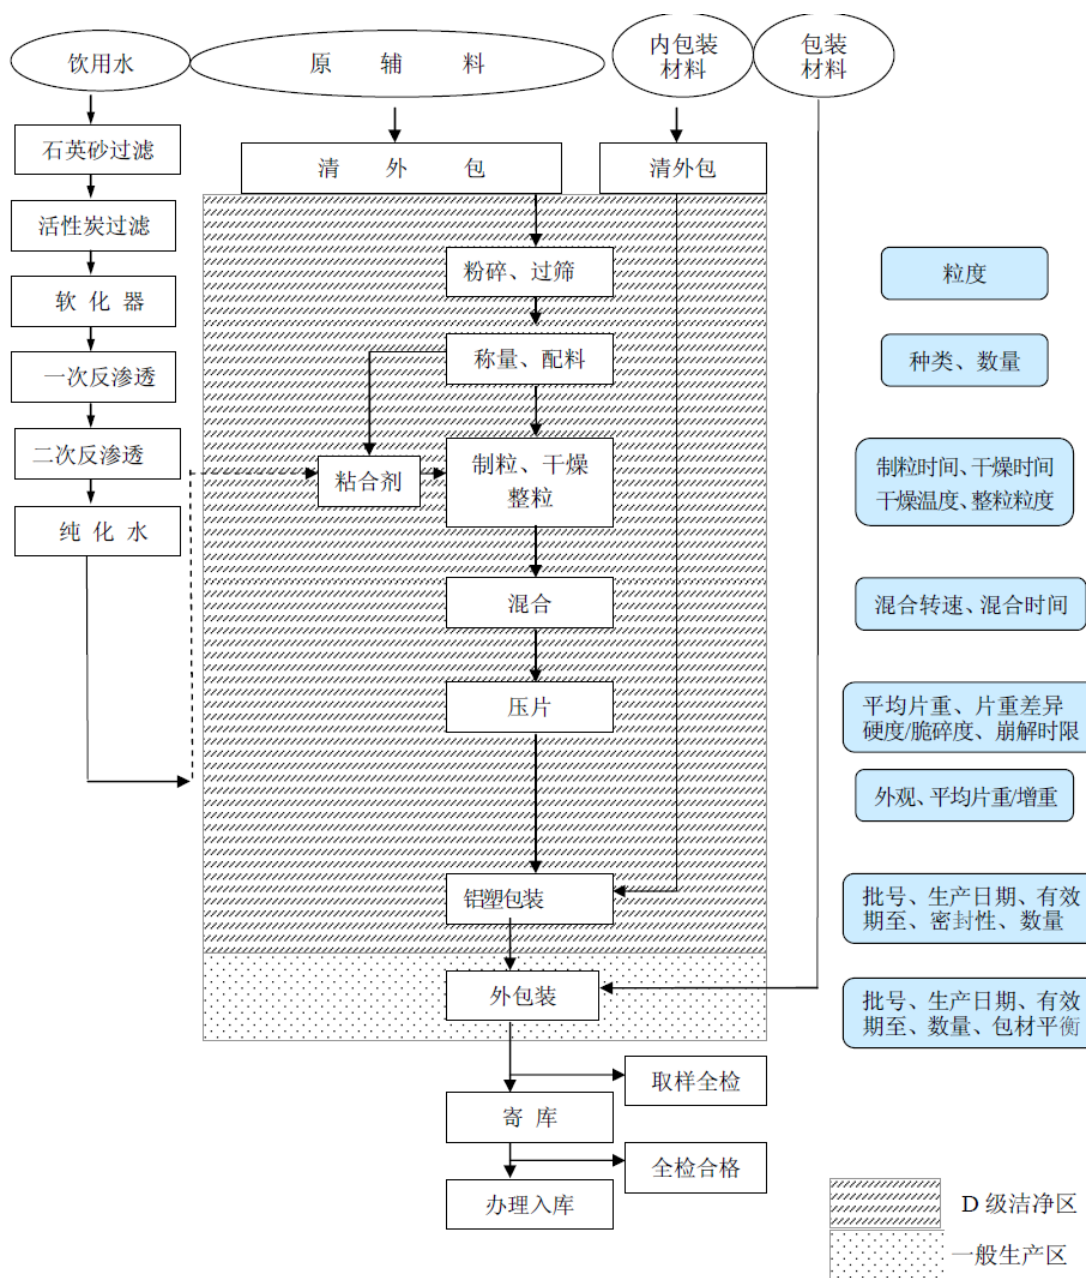 饮用水
原 辅 料
内包装
材料
包装
材料
石英砂过滤
清 外 包
清外包
活性炭过滤
粉碎、过筛
粒度
软 化 器
称量、配料
种类、数量
一次反渗透
二次反渗透
粘合剂
制粒、干燥
整粒
制粒时间、干燥时间
干燥温度、整粒粒度
纯 化 水
混合
混合转速、混合时间
压片
平均片重、片重差异
硬度/脆碎度、崩解时限
外观、平均片重/增重
铝塑包装
批号、生产日期、有效
期至、密封性、数量
外包装
批号、生产日期、有效
期至、数量、包材平衡
取样全检
寄 库
全检合格
办理入库
D 级洁净区
一般生产区